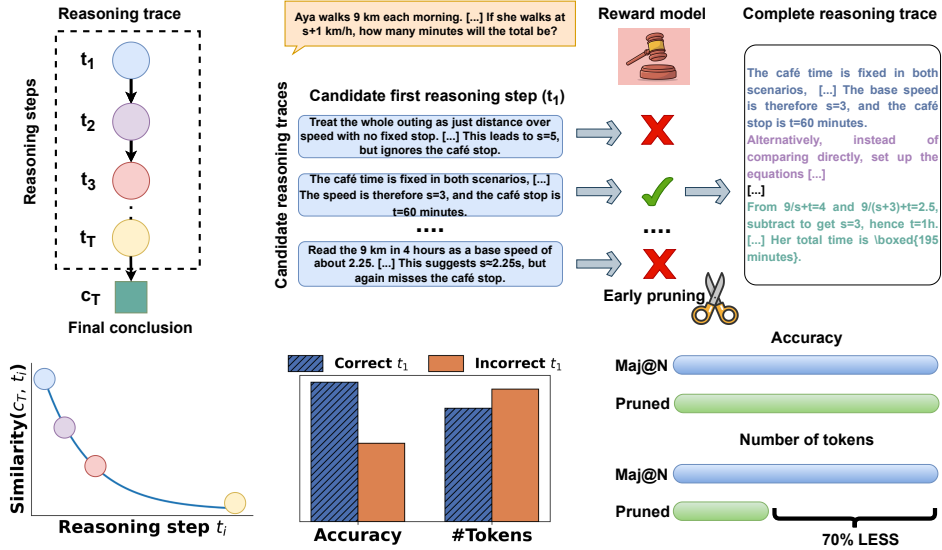 Reasoning trace
Reasoning steps
t1
t2
t3
tT
cT
Final conclusion
Aya walks 9 km each morning. [...] If she walks at
s+1 km/h, how many minutes will the total be?
Candidate reasoning traces
Candidate first reasoning step (t1)
Treat the whole outing as just distance over
speed with no fixed stop. [...] This leads to s=5,
but ignores the café stop.
The café time is fixed in both scenarios, [...]
The speed is therefore s=3, and the café stop is
t=60 minutes.
....
Read the 9 km in 4 hours as a base speed of
about 2.25. [...] This suggests s=2.25s, but
again misses the café stop.
Reward model
....
Early pruning
Complete reasoning trace
The café time is fixed in both
scenarios, [...] The base speed
is therefore s=3, and the café
stop is t=60 minutes.
Alternatively, instead of
comparing directly, set up the
equations [...]
[...]
From 9/s+t=4 and 9/(s+3)+t=2.5,
subtract to get s=3, hence t=1h.
[...] Her total time is \boxed{195
minutes}.
Similarity(cT, ti)
Reasoning step ti
Correct t1
Incorrect t1
Accuracy
#Tokens
Accuracy
Maj@N
Pruned
Number of tokens
Maj@N
Pruned
70% LESS